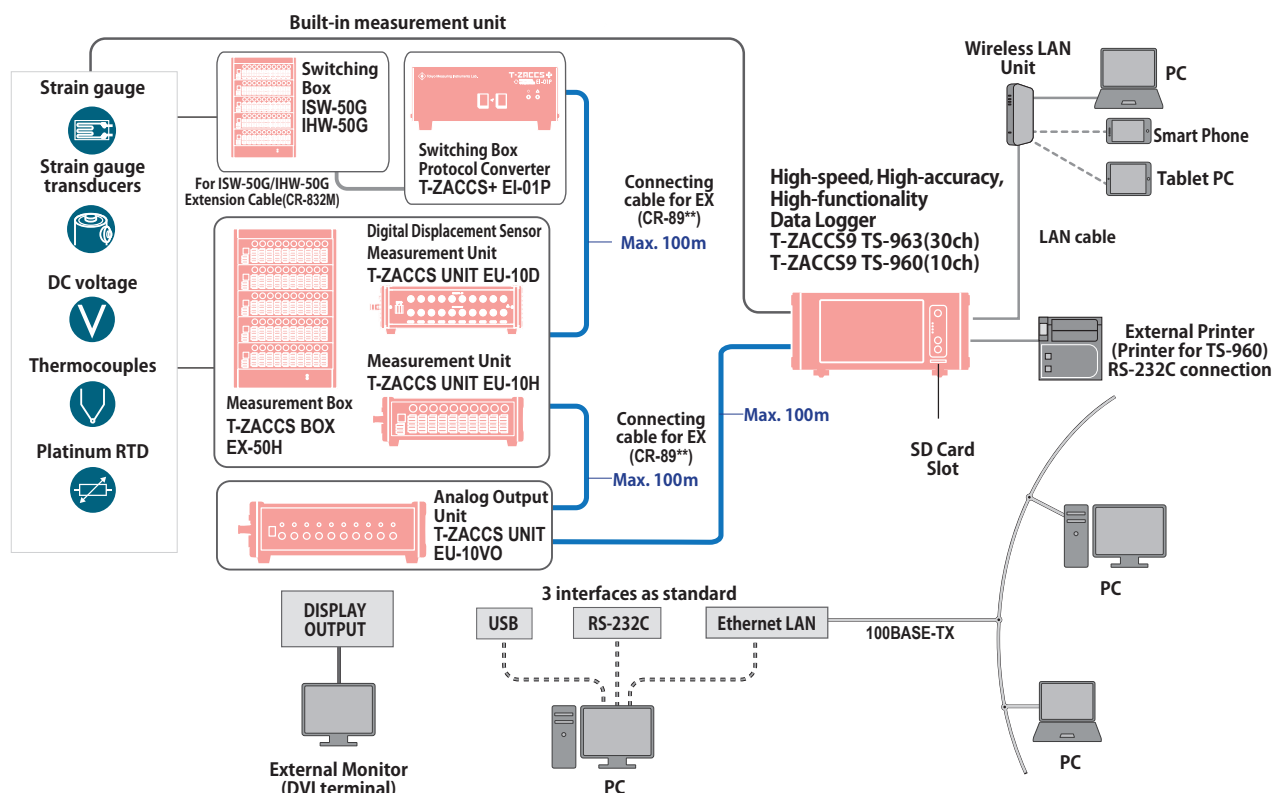 Built-in measurement unit
Strain gauge
Strain gauge
transducers
DC voltage
V
Thermocouples
Platinum RTD
Switching
Box
ISW-50G
IHW-50G
For ISW-50G/IHW-50G
Extension Cable(CR-832M)
T-ZACCS+
EI-01P
Switching Box
Protocol Converter
T-ZACCS+ EI-01P
Connecting
cable for EX
(CR-89**)
Max. 100m
Digital Displacement Sensor
Measurement Unit
T-ZACCS UNIT EU-10D
Measurement Unit
T-ZACCS UNIT EU-10H
Measurement Box
T-ZACCS BOX
EX-50H
Connecting
cable for EX
(CR-89**)
Max. 100m
Analog Output
Unit
T-ZACCS UNIT
EU-10VO
Max. 100m
High-speed, High-accuracy,
High-functionality
Data Logger
T-ZACCS9 TS-963(30ch)
T-ZACCS9 TS-960(10ch)
SD Card
Slot
Wireless LAN
Unit
PC
Smart Phone
Tablet PC
LAN cable
External Printer
(Printer for TS-960)
RS-232C connection
DISPLAY
OUTPUT
External Monitor
(DVI terminal)
3 interfaces as standard
USB
RS-232C
Ethernet LAN
100BASE-TX
PC
PC
PC